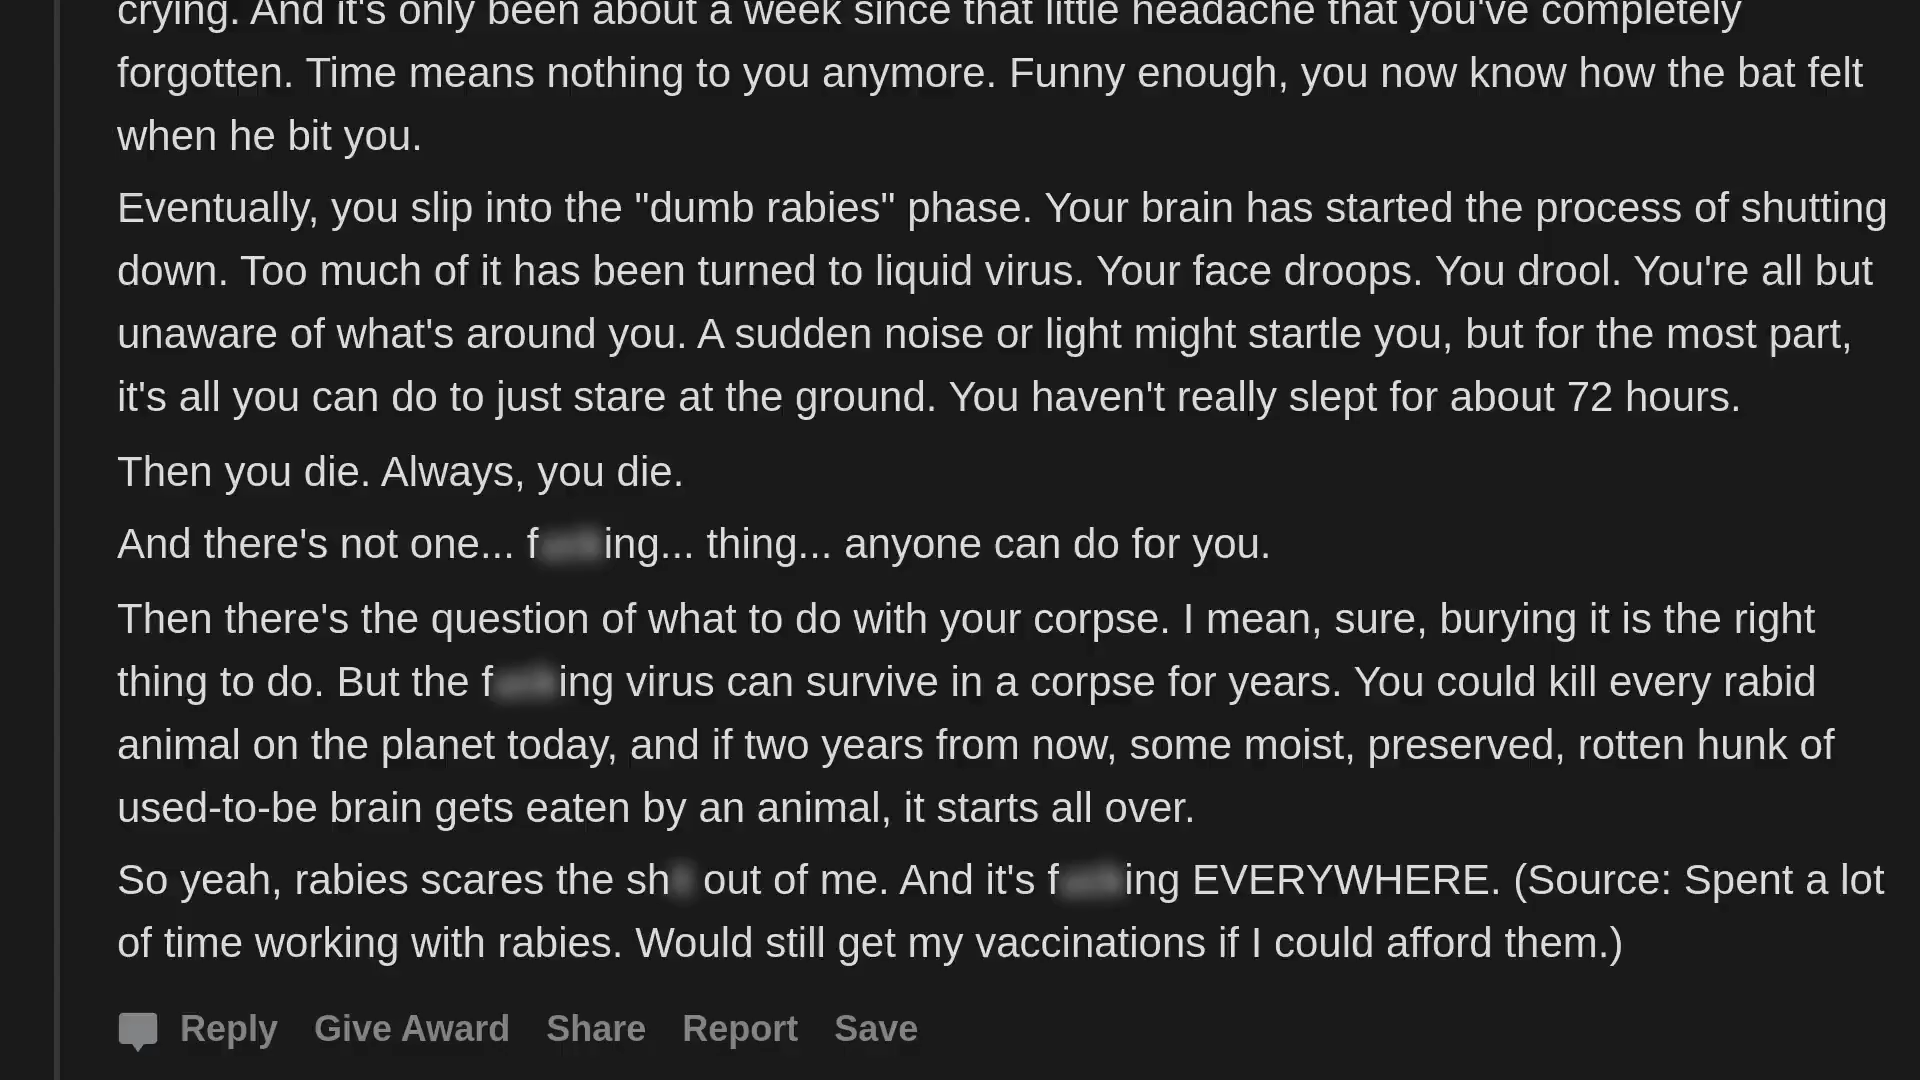 crying. And it's only been about a week since that little headache that you've completely
forgotten. Time means nothing to you anymore. Funny enough, you now know how the bat felt
when he bit you.
Eventually, you slip into the "dumb rabies" phase. Your brain has started the process of shutting
down. Too much of it has been turned to liquid virus. Your face droops. You drool. You're all but
unaware of what's around you. A sudden noise or light might startle you, but for the most part,
it's all you can do to just stare at the ground. You haven't really slept for about 72 hours.
Then you die. Always, you die.
And there's not one... f ing... thing... anyone can do for you.
Then there's the question of what to do with your corpse. I mean, sure, burying it is the right
thing to do. But the f ing virus can survive in a corpse for years. You could kill every rabid
animal on the planet today, and if two years from now, some moist, preserved, rotten hunk of
used-to-be brain gets eaten by an animal, it starts all over.
So yeah, rabies scares the sh out of me. And it's f ing EVERYWHERE. (Source: Spent a lot
of time working with rabies. Would still get my vaccinations if I could afford them.)
Reply Give Award Share Report Save